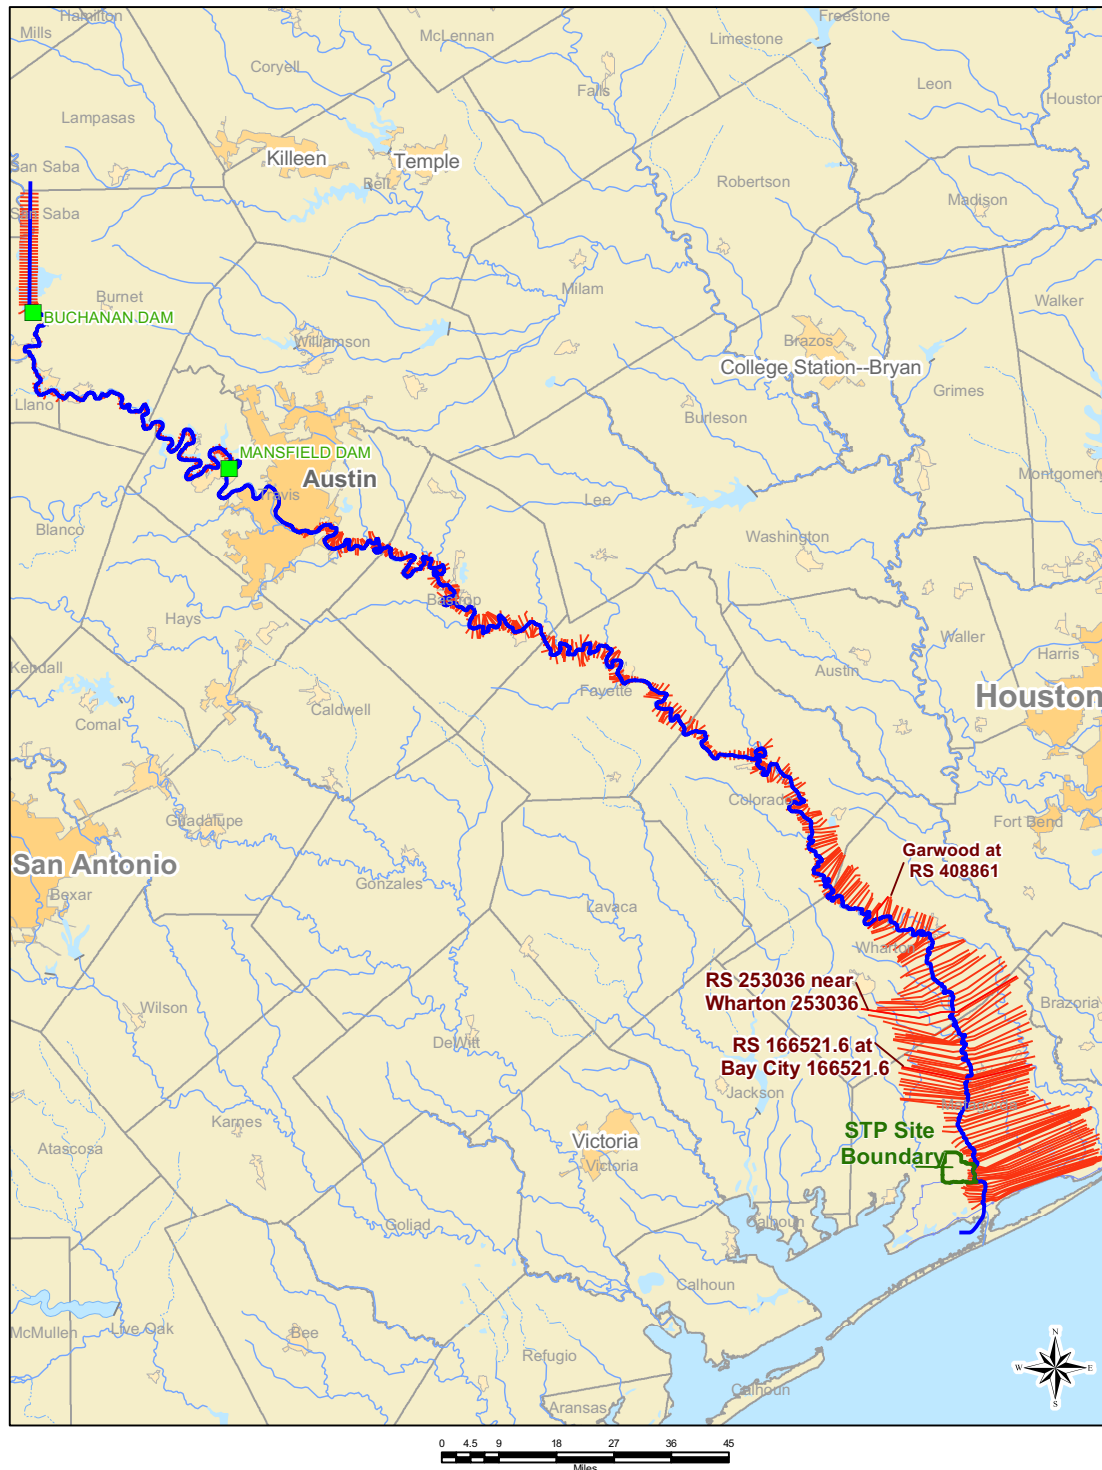 Hamilton
Mills
McLennan
Freestone
Limestone
Coryell
Falls
Leon
Houston
Lampasas
San Saba
Killeen
Temple
Bell
Robertson
Madison
San Saba
Burnet
Milam
Walker
BUCHANAN DAM
Williamson
Brazos
College Station--Bryan
Grimes
Llano
Burleson
MANSFIELD DAM
Austin
Travis
Montgomery
Lee
Blanco
Washington
Bastrop
Hays
Waller
Harris
Kendall
Austin
Fayette
Houston
Caldwell
Comal
Colorado
Guadalupe
Fort Bend
San Antonio
Garwood at
RS 408861
Bexar
Gonzales
Lavaca
Wharton
RS 253036 near
Wharton 253036
Wilson
Brazoria
DeWitt
RS 166521.6 at
Bay City 166521.6
Jackson
Matagorda
Karnes
STP Site
Boundary
Atascosa
Victoria
Victoria
Goliad
Calhoun
Calhoun
McMullen
Live Oak
Bee
Refugio
Calhoun
Aransas
N
W
E
S
0 4.5 9 18 27 36 45
Miles